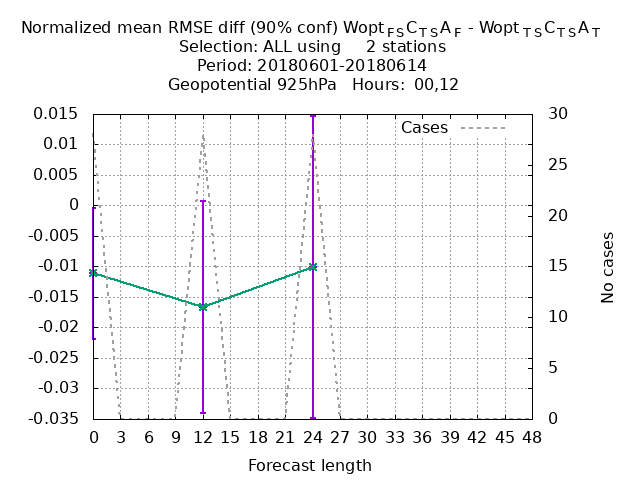 Normalized mean RMSE diff (90% conf) Wopt FS C TS A F - Wopt TS C TS A T
Selection: ALL using 2 stations
Period: 20180601-20180614
Geopotential 925hPa Hours: 00,12
Cases
0.015
0.01
0.005
0
-0.005
-0.01
-0.015
-0.02
-0.025
-0.03
-0.035
30
25
20
15
10
5
0
No cases
0 3 6 9 12 15 18 21 24 27 30 33 36 39 42 45 48
Forecast length